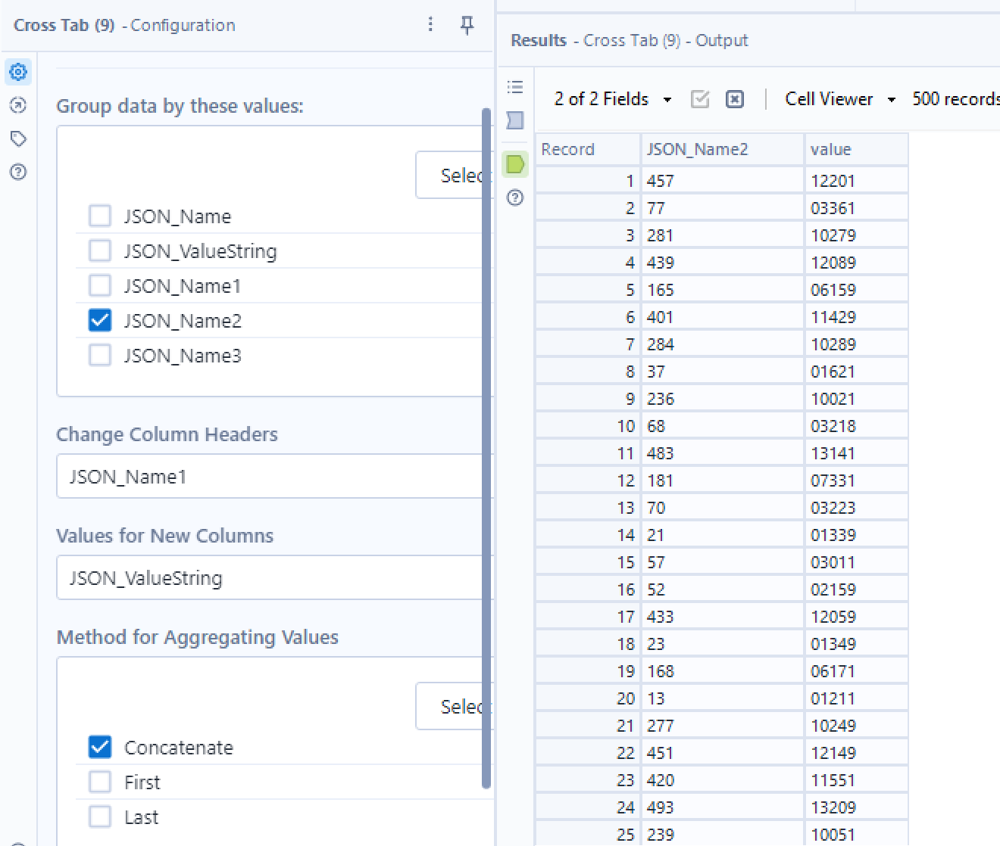 Cross Tab (9) - Configuration
Group data by these values:
Selec
JSON_Name
JSON_ValueString
JSON_Name1
JSON_Name2
JSON_Name3
Change Column Headers
JSON_Name1
Values for New Columns
JSON_ValueString
Method for Aggregating Values
Selec
Concatenate
First
Last
Results - Cross Tab (9) - Output
2 of 2 Fields Cell Viewer 500 records
Record JSON_Name2 value
1 457 12201
2 77 03361
3 281 10279
4 439 12089
5 165 06159
6 401 11429
7 284 10289
8 37 01621
9 236 10021
10 68 03218
11 483 13141
12 181 07331
13 70 03223
14 21 01339
15 57 03011
16 52 02159
17 433 12059
18 23 01349
19 168 06171
20 13 01211
21 277 10249
22 451 12149
23 420 11551
24 493 13209
25 239 10051